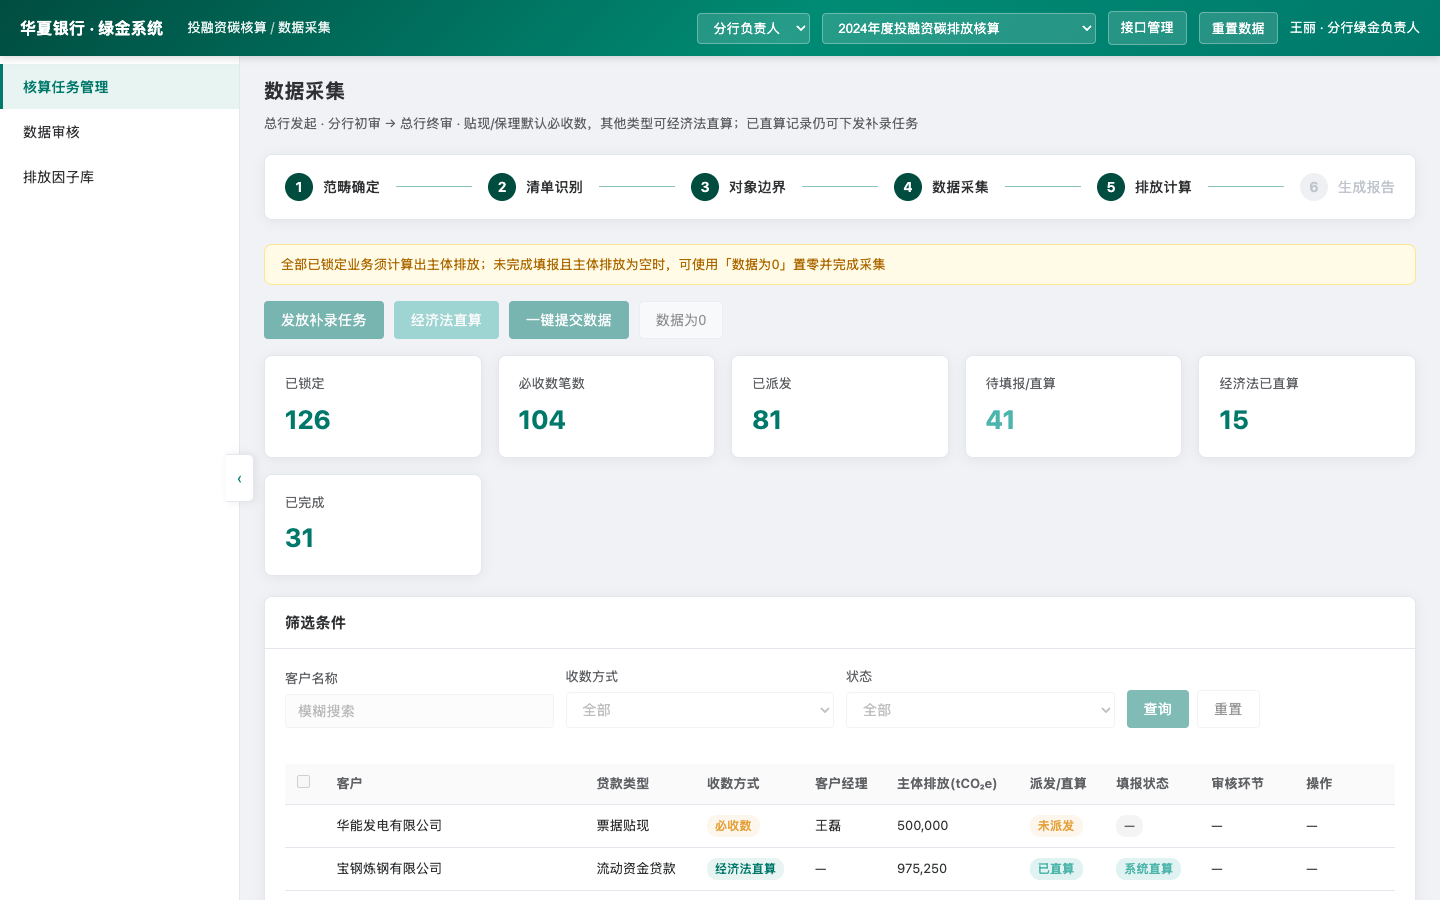 华夏银行 · 绿金系统
投融资碳核算 / 数据采集
分行负责人
2024年度投融资碳排放核算
接口管理
重置数据
王丽 · 分行绿金负责人
核算任务管理
数据审核
排放因子库
‹
数据采集
总行发起 · 分行初审 → 总行终审 · 贴现/保理默认必收数，其他类型可经济法直算；已直算记录仍可下发补录任务
1 范畴确定
2 清单识别
3 对象边界
4 数据采集
5 排放计算
6 生成报告
全部已锁定业务须计算出主体排放；未完成填报且主体排放为空时，可使用「数据为0」置零并完成采集
发放补录任务 经济法直算 一键提交数据 数据为0
已锁定
126
必收数笔数
104
已派发
81
待填报/直算
41
经济法已直算
15
已完成
31
筛选条件
客户名称
模糊搜索
收数方式
全部
状态
全部
查询 重置
客户 贷款类型 收数方式 客户经理 主体排放(tCO₂e) 派发/直算 填报状态 审核环节 操作
华能发电有限公司 票据贴现 必收数 王磊 500,000 未派发 — — —
宝钢炼钢有限公司 流动资金贷款 经济法直算 — 975,250 已直算 系统直算 — —